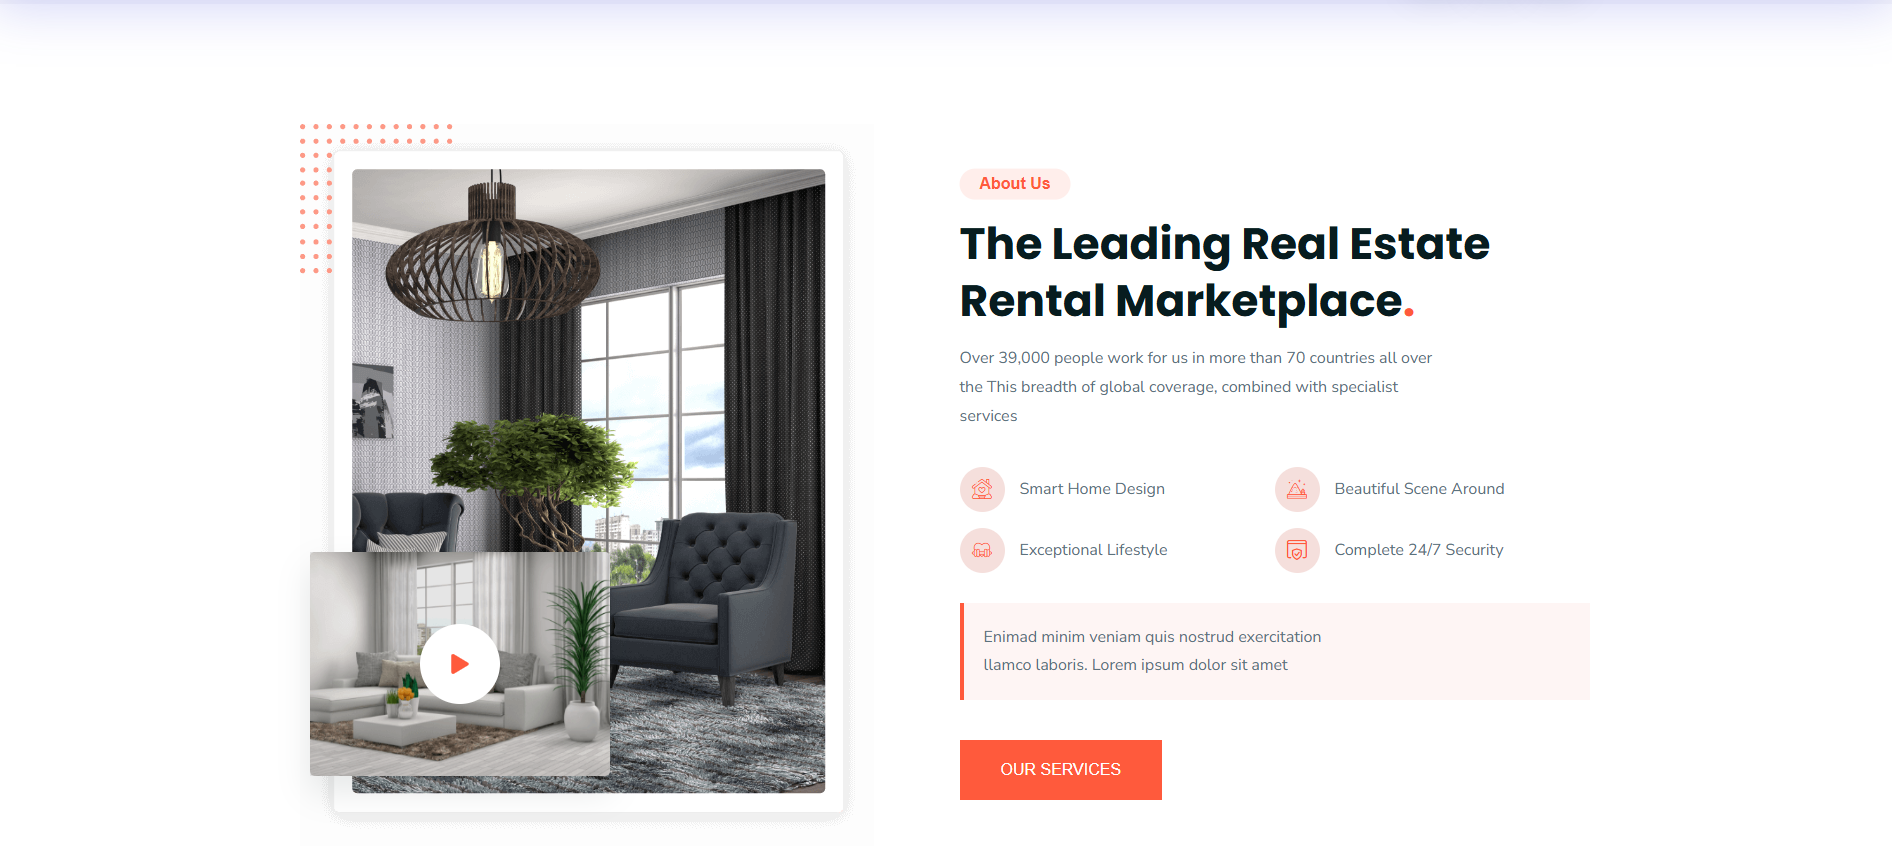 About Us
The Leading Real Estate
Rental Marketplace.
Over 39,000 people work for us in more than 70 countries all over
the This breadth of global coverage, combined with specialist
services
Smart Home Design
Beautiful Scene Around
Exceptional Lifestyle
Complete 24/7 Security
Enimad minim veniam quis nostrud exercitation
llamco laboris. Lorem ipsum dolor sit amet
OUR SERVICES